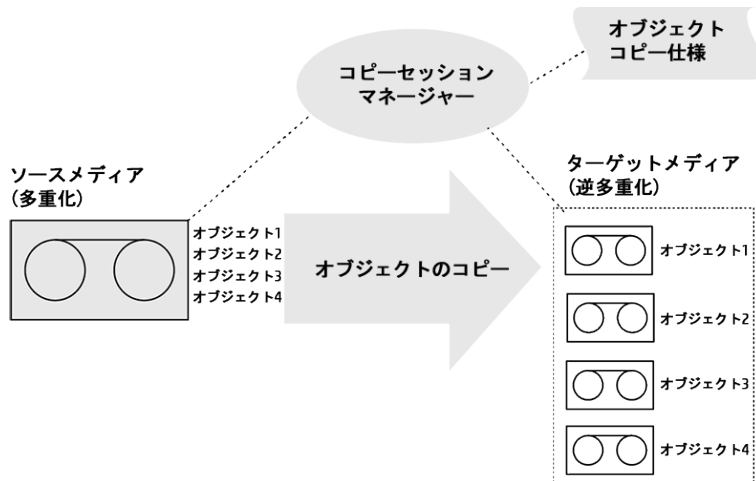 オブジェクト
コピー仕様
コピーセッション
マネージャー
ソースメディア
(多重化)
オブジェクト1
オブジェクト2
オブジェクト3
オブジェクト4
オブジェクトのコピー
ターゲットメディア
(逆多重化)
オブジェクト1
オブジェクト2
オブジェクト3
オブジェクト4